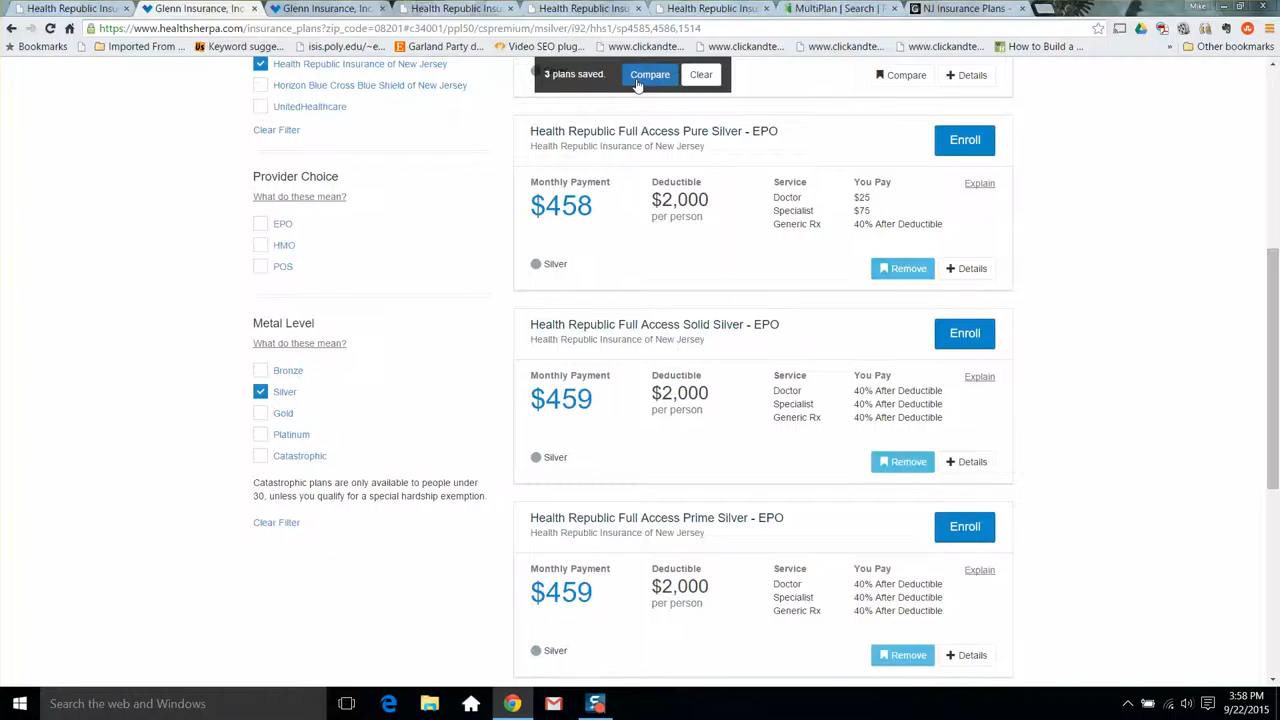 Health Republic Insuran
Glenn Insurance, Inc
Glenn Insurance, Inc.
Health Republic Insuran
Health Republic Insuran
Health Republic Insuran
MultiPlan | Search |
NJ Insurance Plans -
Mike
https://www.healthsherpa.com/insurance_plans?zip_code=08201#c34001/ppl50/cspremium/msilver/i92/hhs1/sp4585,4586,1514
Bookmarks
Imported From ...
Keyword sugge...
isis.poly.edu/~e...
Garland Party d...
Video SEO plug...
www.clickandte...
www.clickandte...
www.clickandte...
www.clickandte...
How to Build a ...
»
Other bookmarks
Health Republic Insurance of New Jersey
Horizon Blue Cross Blue Shield of New Jersey
UnitedHealthcare
Clear Filter
Provider Choice
What do these mean?
EPO
HMO
POS
Metal Level
What do these mean?
Bronze
Silver
Gold
Platinum
Catastrophic
Catastrophic plans are only available to people under
30, unless you qualify for a special hardship exemption.
Clear Filter
3 plans saved. Compare Clear
Compare + Details
Health Republic Full Access Pure Silver - EPO
Health Republic Insurance of New Jersey
Enroll
Monthly Payment Deductible Service You Pay Explain
$458 $2,000
per person
Doctor $25
Specialist $75
Generic Rx 40% After Deductible
Silver
Remove + Details
Health Republic Full Access Solid Silver - EPO
Health Republic Insurance of New Jersey
Enroll
Monthly Payment Deductible Service You Pay Explain
$459 $2,000
per person
Doctor 40% After Deductible
Specialist 40% After Deductible
Generic Rx 40% After Deductible
Silver
Remove + Details
Health Republic Full Access Prime Silver - EPO
Health Republic Insurance of New Jersey
Enroll
Monthly Payment Deductible Service You Pay Explain
$459 $2,000
per person
Doctor 40% After Deductible
Specialist 40% After Deductible
Generic Rx 40% After Deductible
Silver
Remove + Details
Search the web and Windows
3:58 PM
9/22/2015